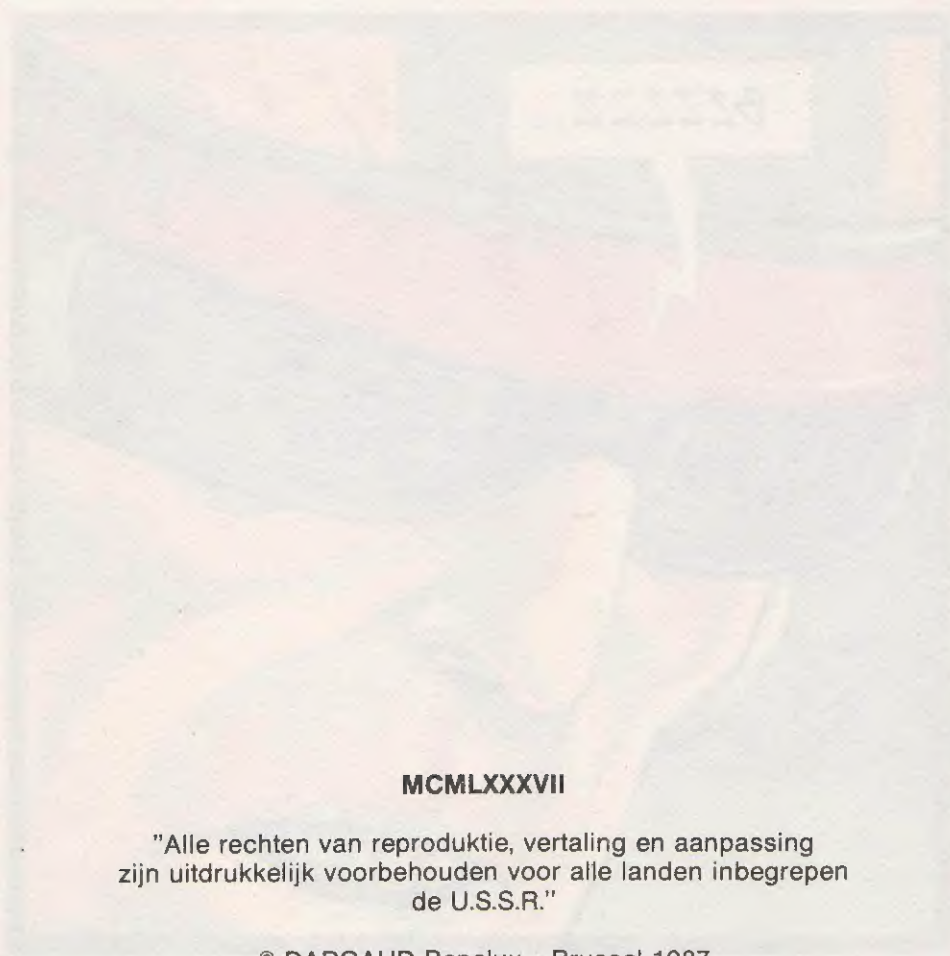 MCMLXXXVII
"Alle rechten van reproduktie, vertaling en aanpassing
zijn uitdrukkelijk voorbehouden voor alle landen inbegrepen
de U.S.S.R."
© DARGAUD Benelux - Brussel 1987